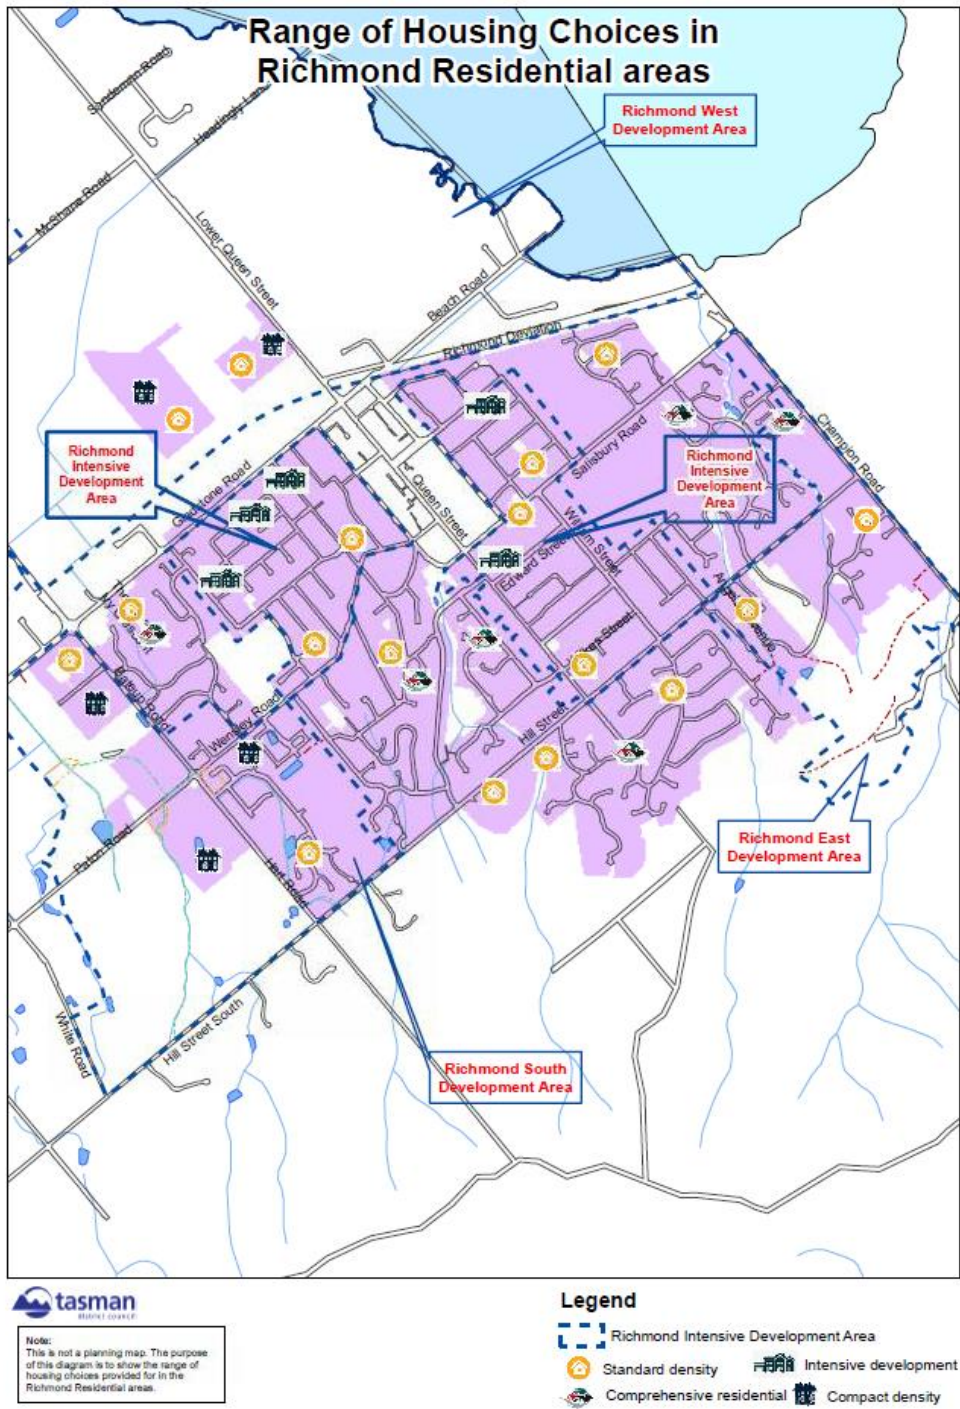 Range of Housing Choices in
Richmond Residential areas
Richmond West
Development Area
Sandeman Road
Headingly Lane
McShane Road
Lower Queen Street
Beach Road
Richmond Deviation
Richmond
Intensive
Development
Area
Gladstone Road
Queen Street
Salisbury Road
Richmond
Intensive
Development
Area
Champion Road
William Street
Edward Street
Hill Street
Wensley Road
Paton Road
Hart Road
Richmond East
Development Area
White Road
Hill Street South
Richmond South
Development Area
tasman
district council
Note:
This is not a planning map. The purpose
of this diagram is to show the range of
housing choices provided for in the
Richmond Residential areas.
Legend
Richmond Intensive Development Area
Standard density
Intensive development
Comprehensive residential
Compact density